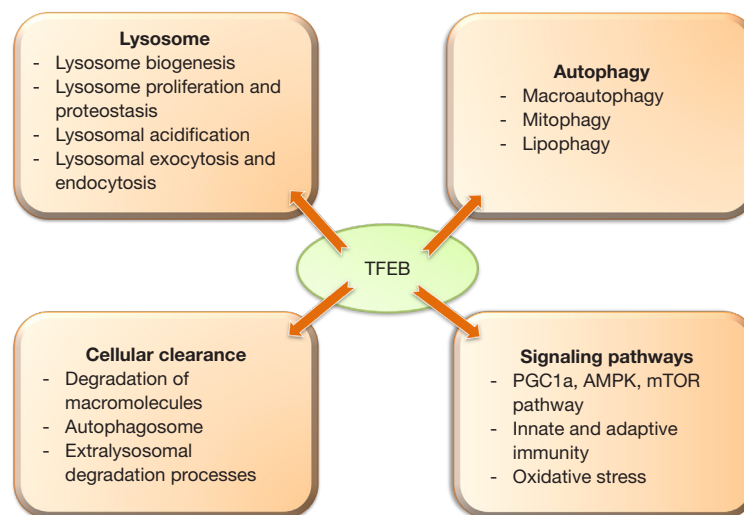 Lysosome
- Lysosome biogenesis
- Lysosome proliferation and
proteostasis
- Lysosomal acidification
- Lysosomal exocytosis and
endocytosis
Autophagy
- Macroautophagy
- Mitophagy
- Lipophagy
TFEB
Cellular clearance
- Degradation of
macromolecules
- Autophagosome
- Extralysosomal
degradation processes
Signaling pathways
- PGC1a, AMPK, mTOR
pathway
- Innate and adaptive
immunity
- Oxidative stress